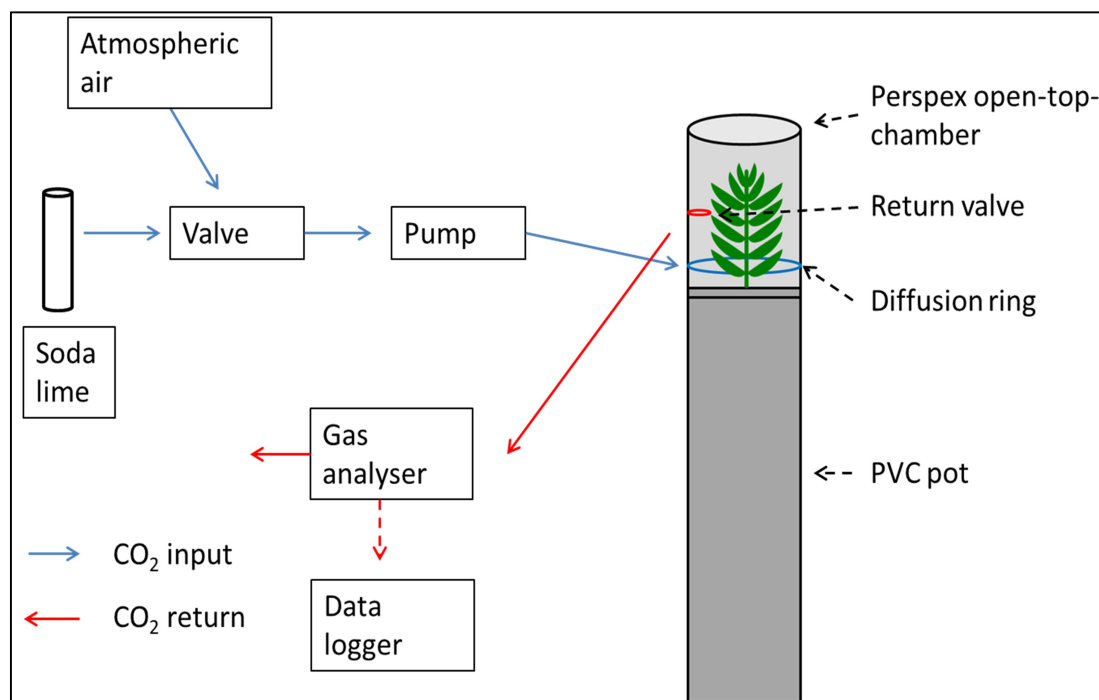 Atmospheric
air
Perspex open-top-
chamber
Return valve
Valve
Pump
Diffusion ring
Soda
lime
Gas
analyser
PVC pot
CO₂ input
CO₂ return
Data
logger